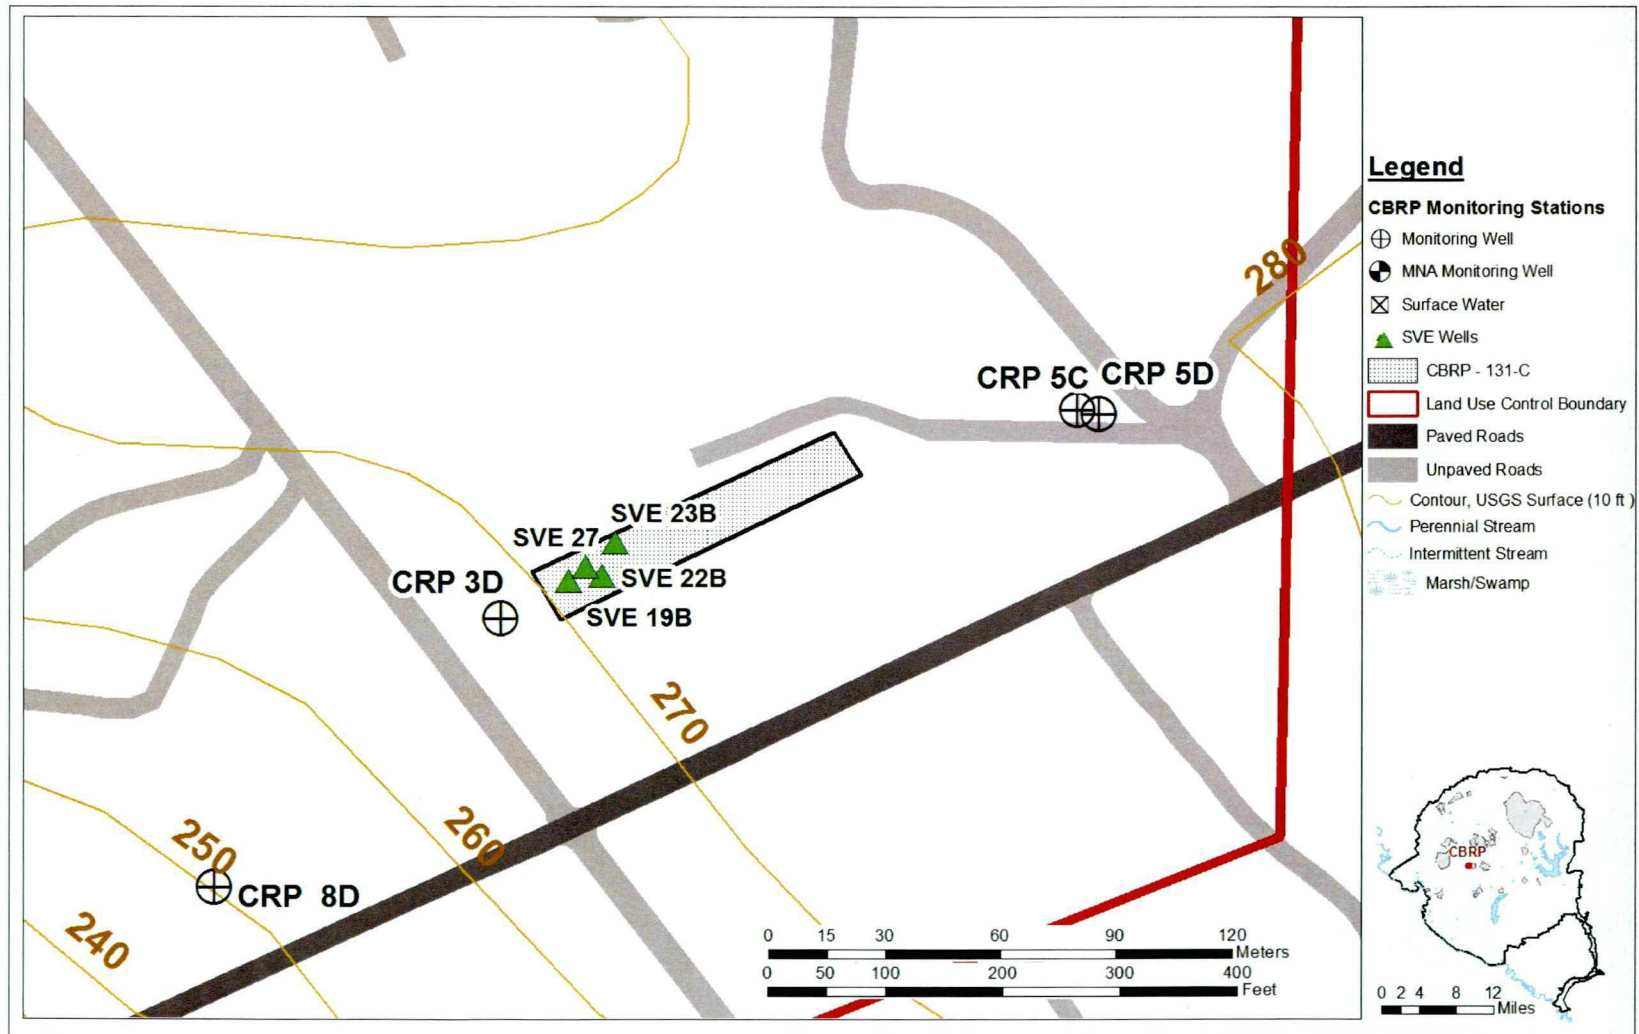 280
CRP 5C
CRP 5D
SVE 23B
SVE 27
CRP 3D
SVE 22B
SVE 19B
270
250
260
CRP 8D
240
0 15 30 60 90 120
Meters
0 50 100 200 300 400
Feet
Legend
CBRP Monitoring Stations
Monitoring Well
MNA Monitoring Well
Surface Water
SVE Wells
CBRP - 131-C
Land Use Control Boundary
Paved Roads
Unpaved Roads
Contour, USGS Surface (10 ft )
Perennial Stream
Intermittent Stream
Marsh/Swamp
CBRP
0 2 4 8 12
Miles